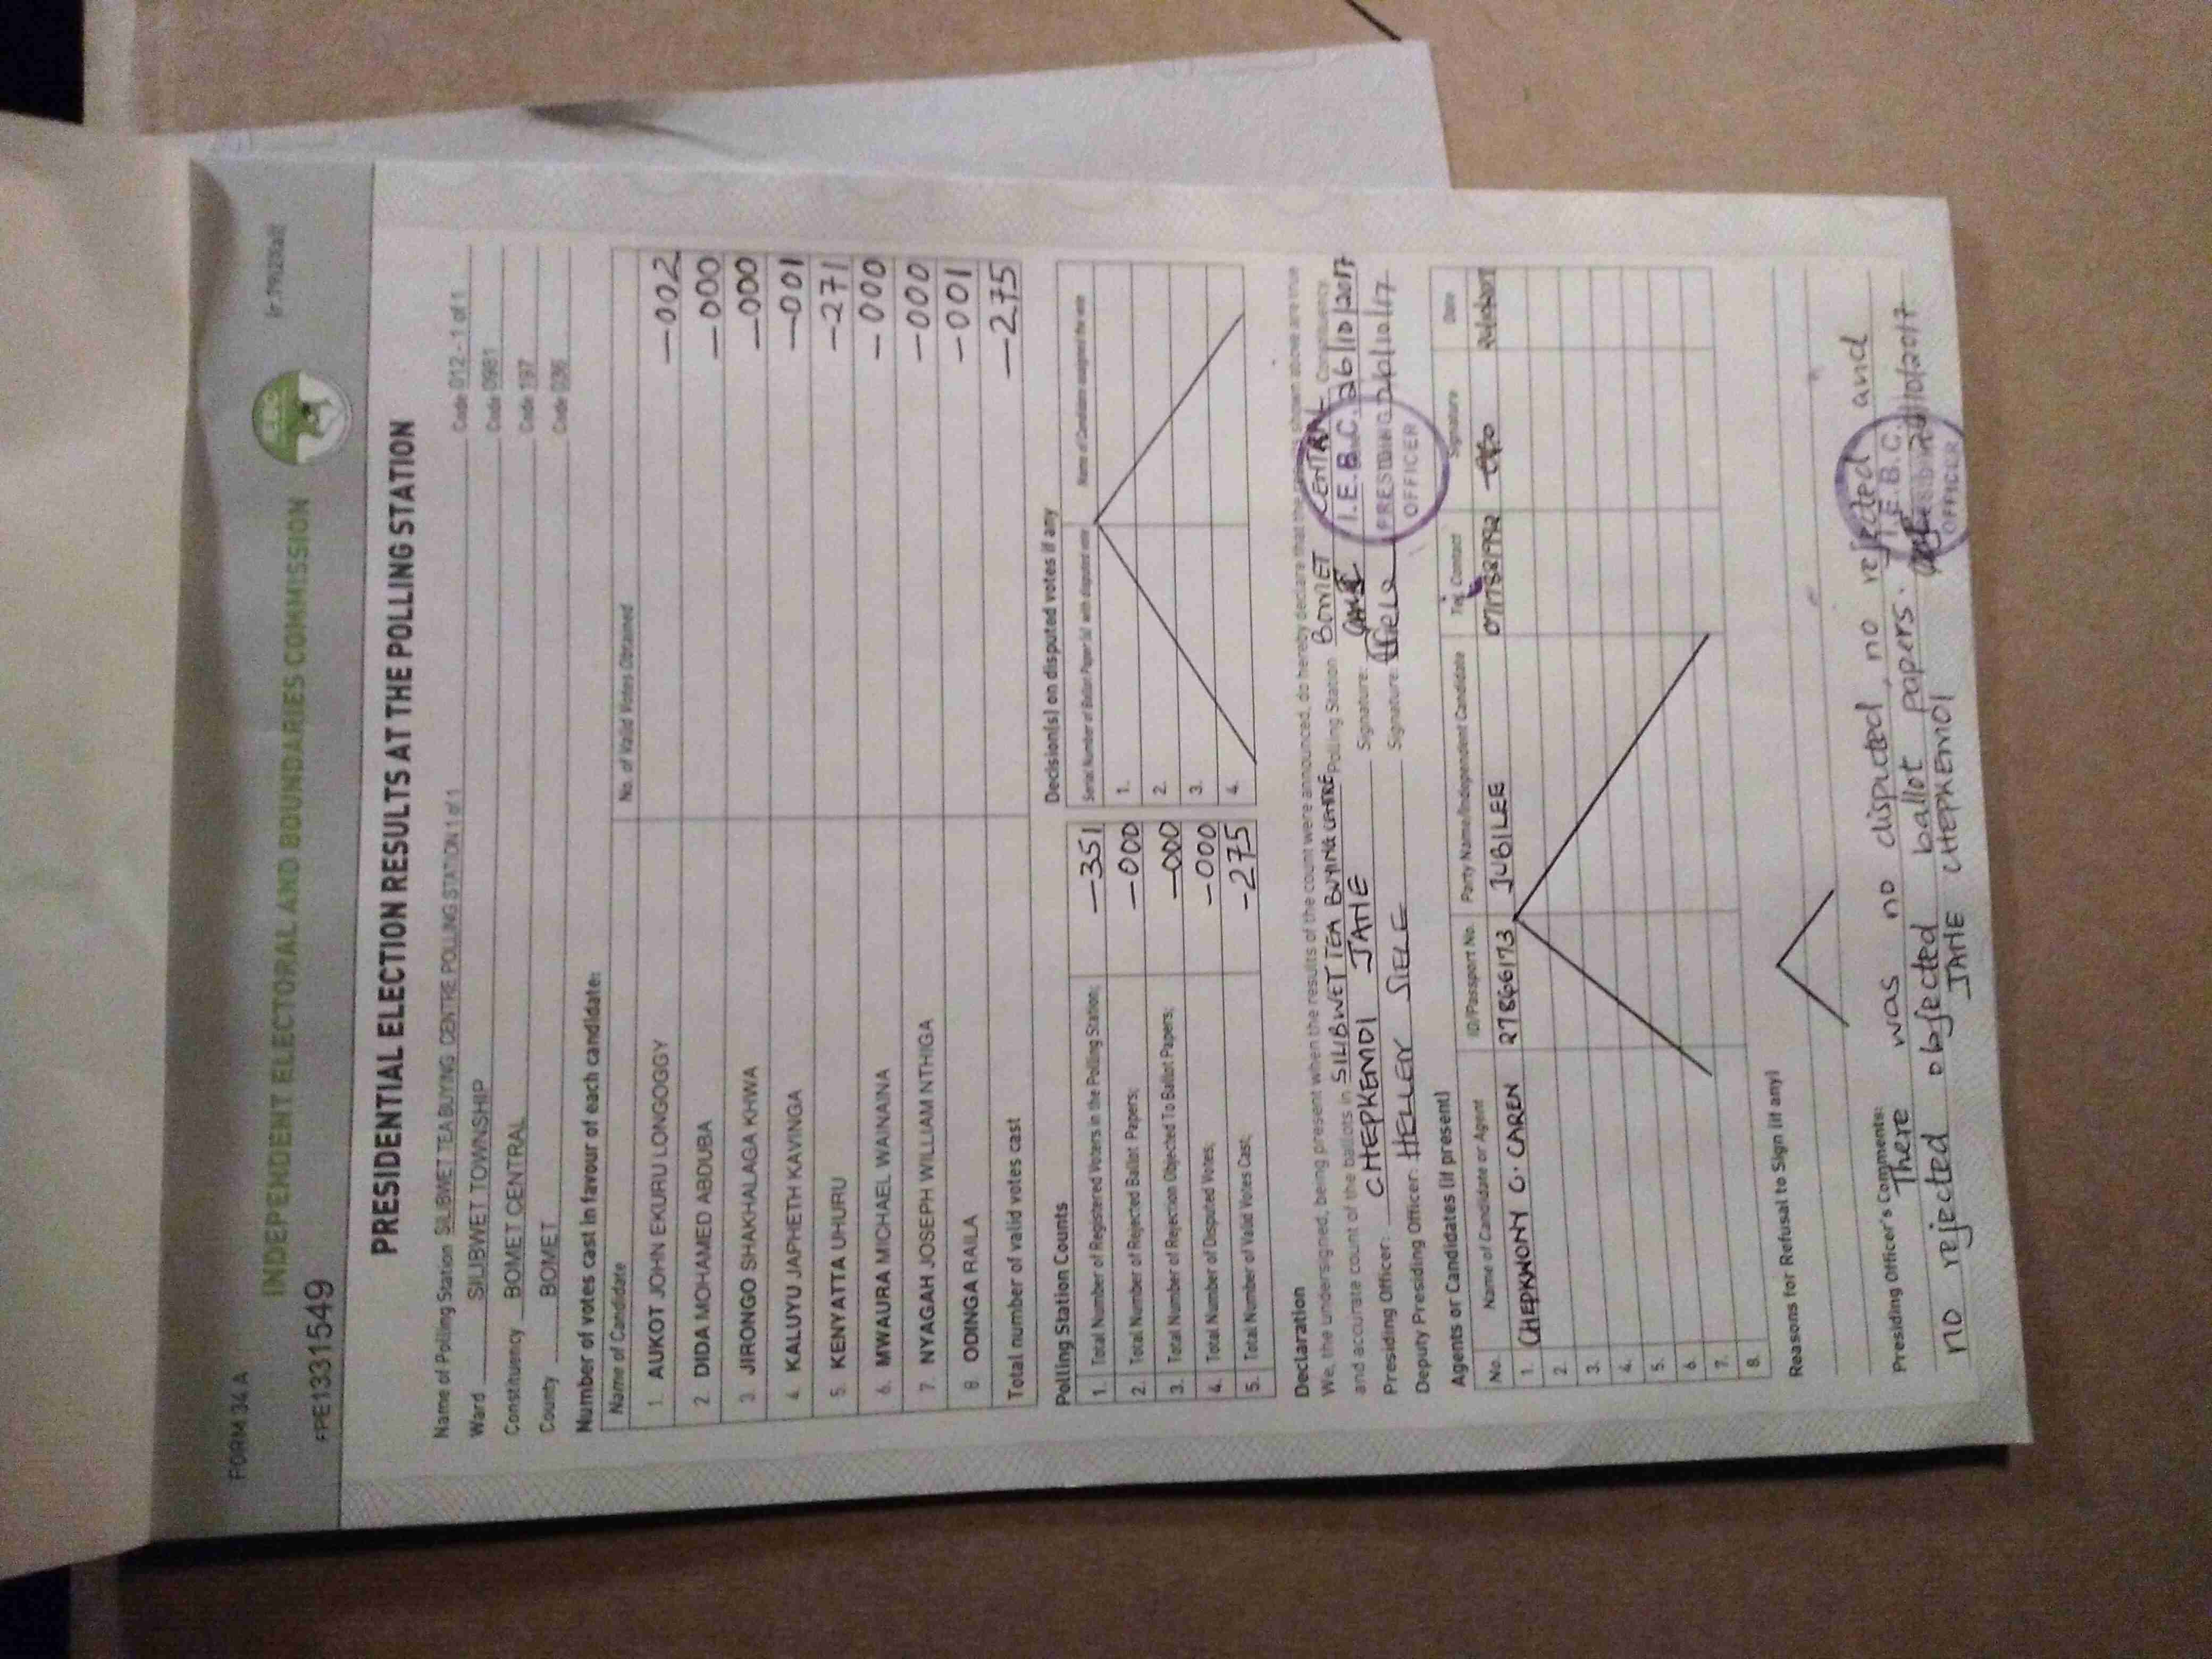 FORM 34 A
INDEPENDENT ELECTORAL AND BOUNDARIES COMMISSION
IEBC
FPE1331549
PRESIDENTIAL ELECTION RESULTS AT THE POLLING STATION
Name of Polling Station SILIBWET TEA BUYING CENTRE POLLING STATION 1 of 1 Code 012 - 1 of 1
Ward SILIBWET TOWNSHIP Code 0981
Constituency BOMET CENTRAL Code 197
County BOMET Code 036
Number of votes cast in favour of each candidate:
Name of Candidate No. of Valid Votes Obtained
1. AUKOT JOHN EKURU LONGOGGY -002
2. DIDA MOHAMED ABDUBA -000
3. JIRONGO SHAKHALAGA KHWA -000
4. KALUYU JAPHETH KAVINGA -001
5. KENYATTA UHURU -271
6. MWAURA MICHAEL WAINAINA -000
7. NYAGAH JOSEPH WILLIAM NTHIGA -000
8 ODINGA RAILA -001
Total number of valid votes cast -275
Polling Station Counts
1. Total Number of Registered Voters in the Polling Station; -351
2. Total Number of Rejected Ballot Papers; -000
3. Total Number of Rejection Objected To Ballot Papers; -000
4. Total Number of Disputed Votes; -000
5. Total Number of Valid Votes Cast; -275
Decision(s) on disputed votes if any
Serial Number of Ballot Paper (s) with disputed vote Name of Candidate assigned the vote
1.
2.
3.
4.
Declaration
We, the undersigned, being present when the results of the count were announced, do hereby declare that the results shown above are true
and accurate count of the ballots in SILIBWET TEA BUYING CENTRE Polling Station BOMET CENTRAL Constituency.
Presiding Officer: CHEPKEMOI JANE Signature: 26/10/2017
Deputy Presiding Officer: HELLEN SIELE Signature: 26/10/17
I.E.B.C.
PRESIDING
OFFICER
Agents or Candidates (if present)
No. Name of Candidate or Agent ID/Passport No. Party Name/Independent Candidate Tel. Contact Signature Date
1. CHEPKWONY C. CAREN 27866173 JUBILEE
2.
3.
4.
5.
6.
7.
8.
Reasons for Refusal to Sign (if any)
Presiding Officer's Comments:
There was no disputed, no rejected and
no rejected objected ballot papers.
JANE CHEPKEMOI
I.E.B.C.
OFFICER